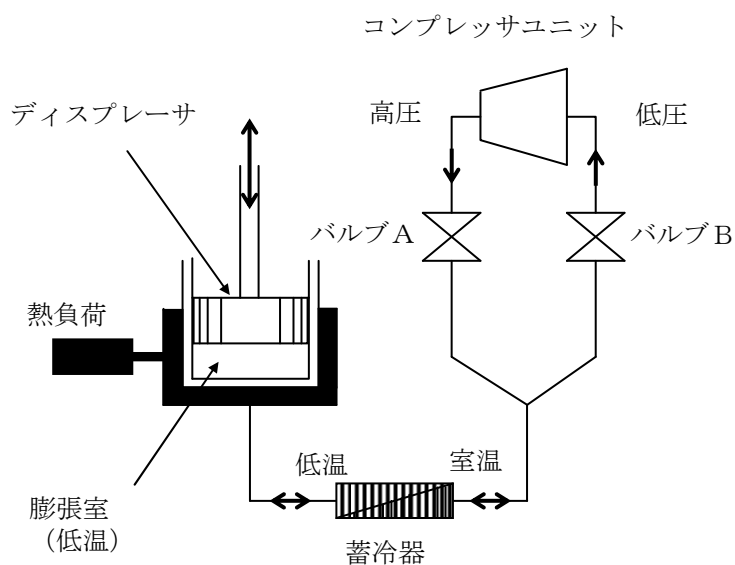 コンプレッサユニット
ディスプレーサ
高圧
低圧
バルブA
バルブB
熱負荷
低温
室温
膨張室
(低温)
蓄冷器